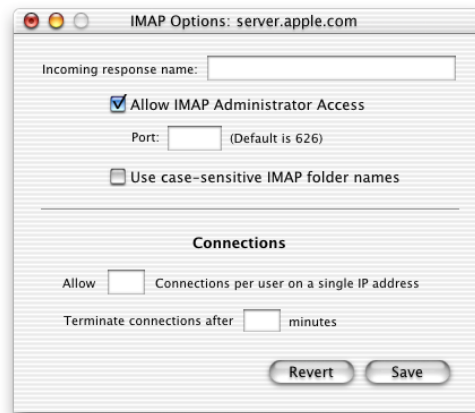 IMAP Options: server.apple.com
Incoming response name:
Allow IMAP Administrator Access
Port: (Default is 626)
Use case-sensitive IMAP folder names
Connections
Allow Connections per user on a single IP address
Terminate connections after minutes
Revert Save